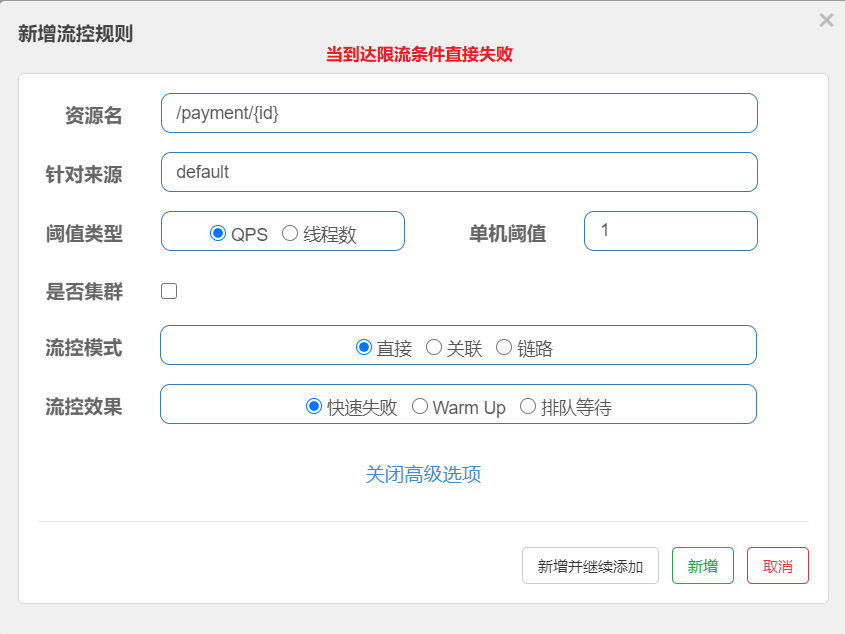 新增流控规则
×
当到达限流条件直接失败
资源名 /payment/{id}
针对来源 default
阈值类型 QPS 线程数 单机阈值 1
是否集群
流控模式 直接 关联 链路
流控效果 快速失败 Warm Up 排队等待
关闭高级选项
新增并继续添加 新增 取消